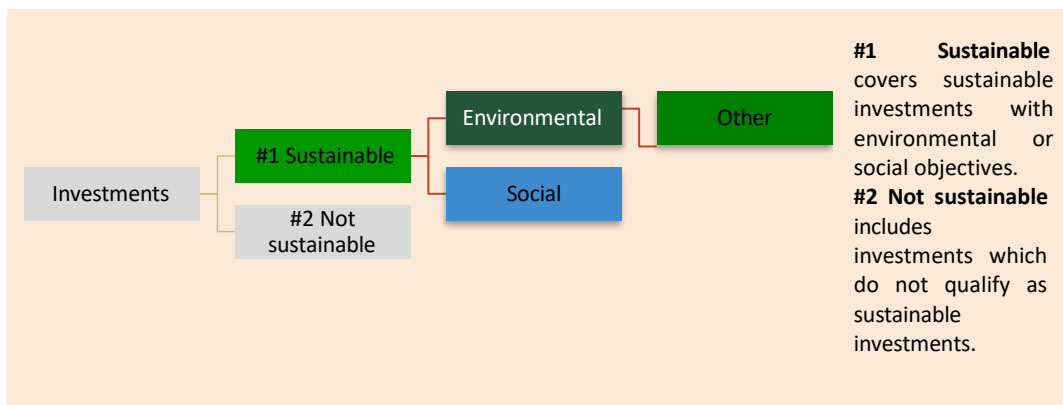 Investments
#1 Sustainable
#2 Not
sustainable
Environmental
Social
Other
#1 Sustainable
covers sustainable
investments with
environmental or
social objectives.
#2 Not sustainable
includes
investments which
do not qualify as
sustainable
investments.